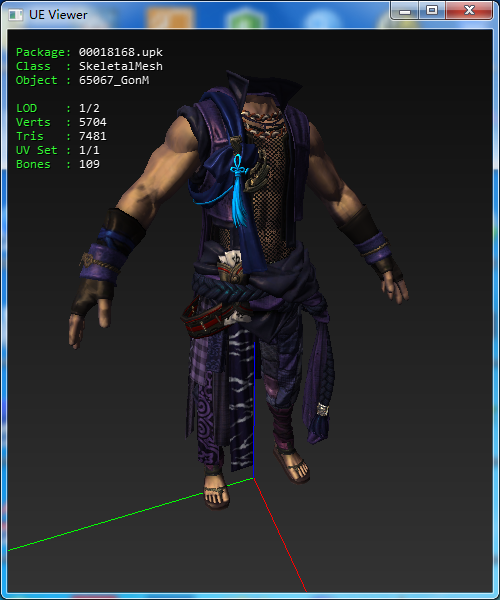 UE Viewer
Package: 00018168.upk
Class  : SkeletalMesh
Object : 65067_GonM
LOD    : 1/2
Verts  : 5704
Tris   : 7481
UV Set : 1/1
Bones  : 109